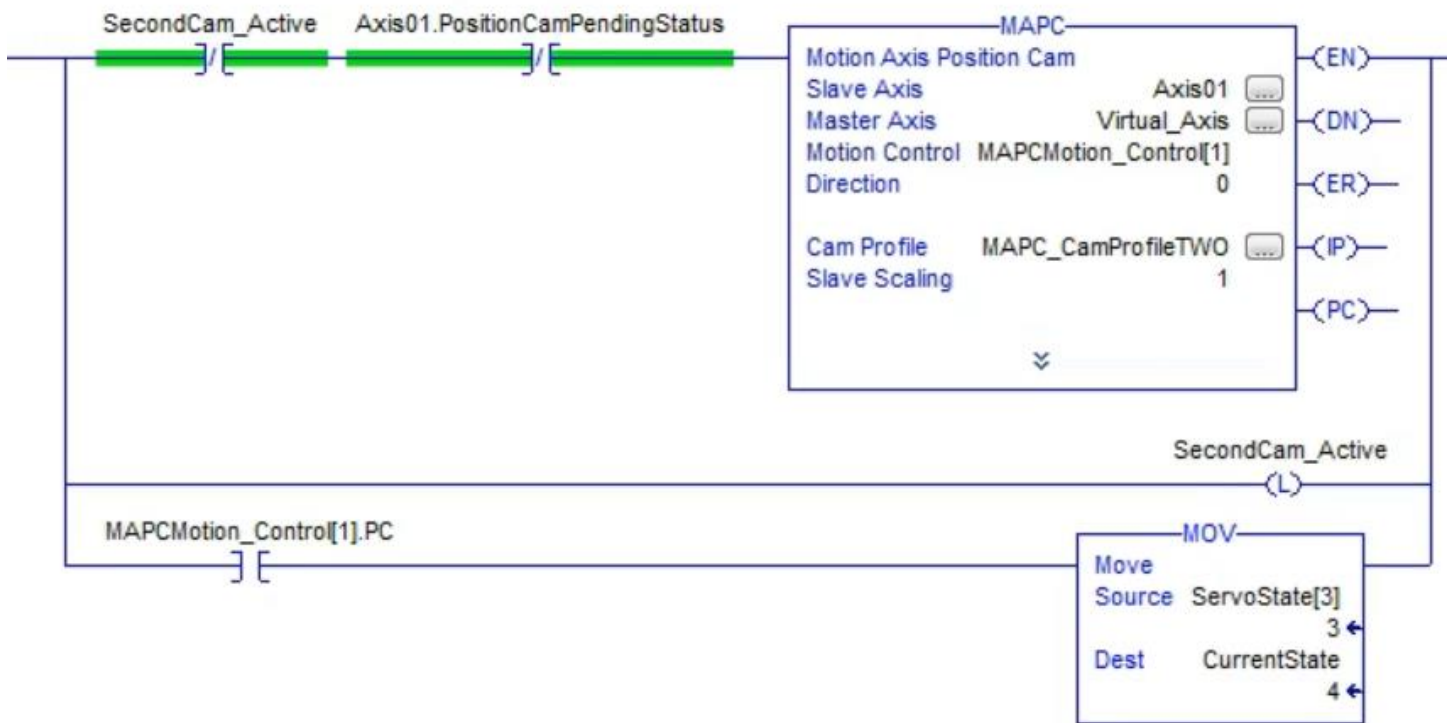 SecondCam_Active Axis01.PositionCamPendingStatus
MAPC
Motion Axis Position Cam
Slave Axis Axis01 ...
Master Axis Virtual_Axis ...
Motion Control MAPCMotion_Control[1]
Direction 0
Cam Profile MAPC_CamProfileTWO ...
Slave Scaling 1
EN
DN
ER
IP
PC
SecondCam_Active
L
MAPCMotion_Control[1].PC
MOV
Move
Source ServoState[3]
3
Dest CurrentState
4